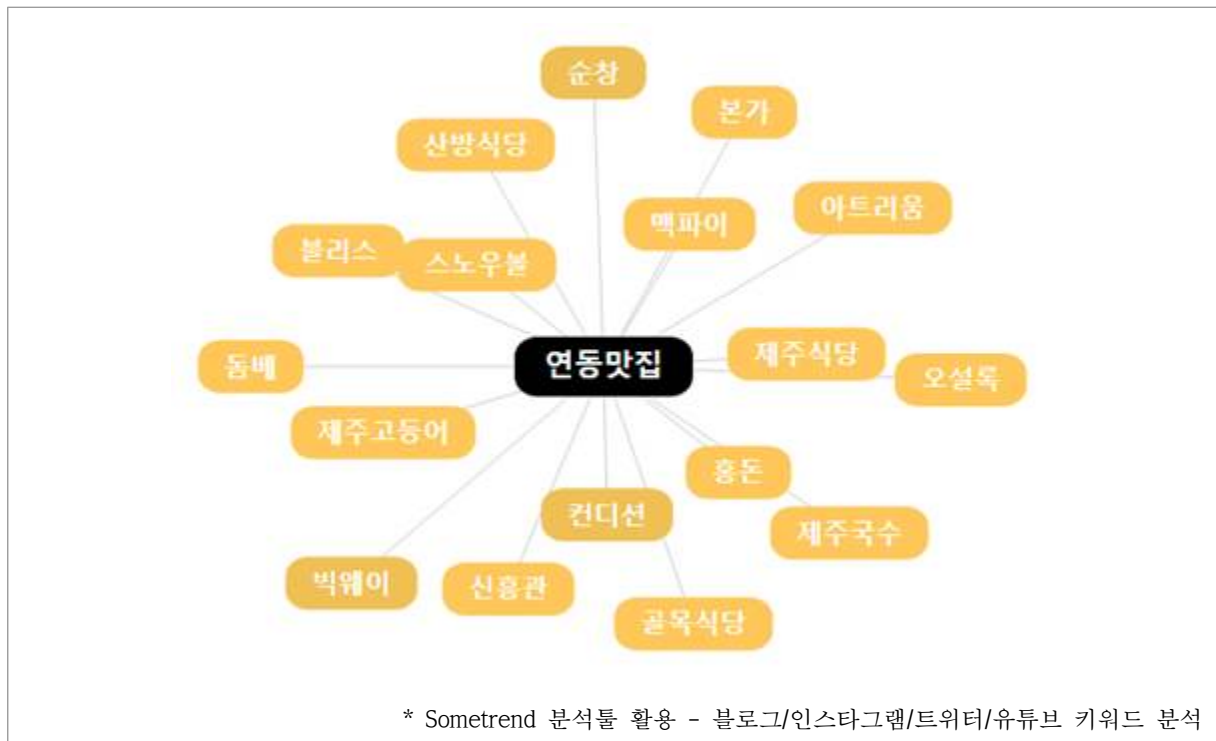 순창
본가
산방식당
아트리움
맥파이
블리스
스노우볼
연동맛집
제주식당
오설록
돔베
제주고등어
흥돈
컨디션
제주국수
빅웨이
신흥관
골목식당
* Sometrend 분석툴 활용 - 블로그/인스타그램/트위터/유튜브 키워드 분석